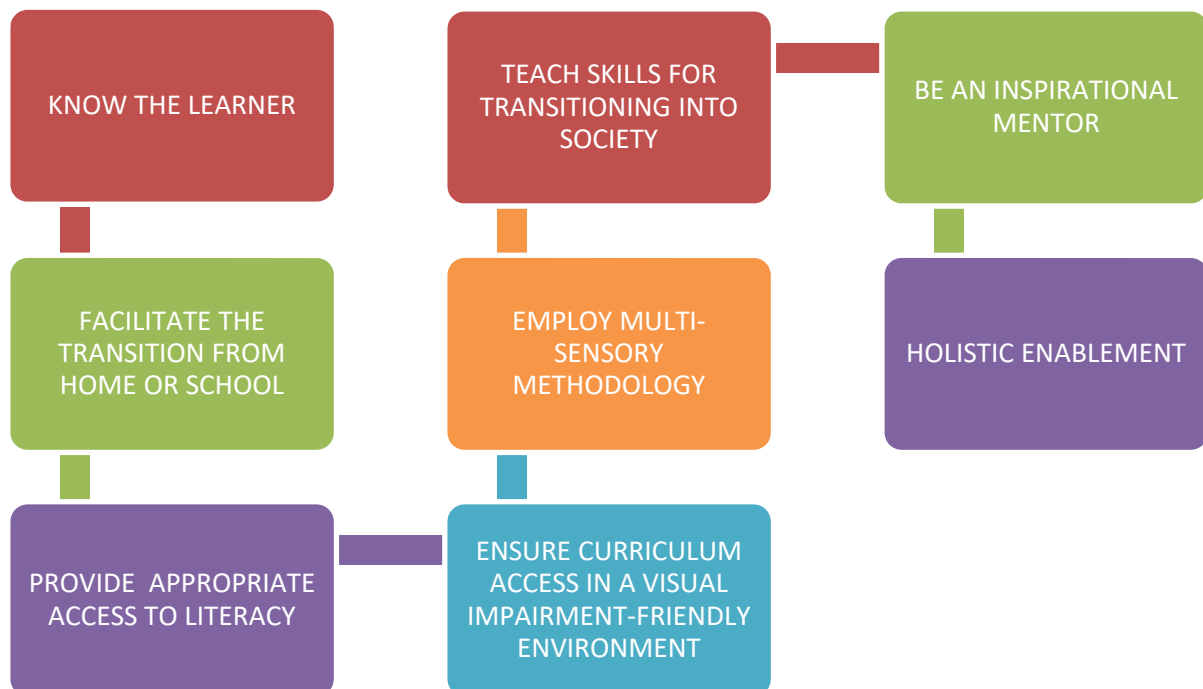 KNOW THE LEARNER
FACILITATE THE
TRANSITION FROM
HOME OR SCHOOL
PROVIDE APPROPRIATE
ACCESS TO LITERACY
ENSURE CURRICULUM
ACCESS IN A VISUAL
IMPAIRMENT-FRIENDLY
ENVIRONMENT
EMPLOY MULTI-
SENSORY
METHODOLOGY
TEACH SKILLS FOR
TRANSITIONING INTO
SOCIETY
BE AN INSPIRATIONAL
MENTOR
HOLISTIC ENABLEMENT